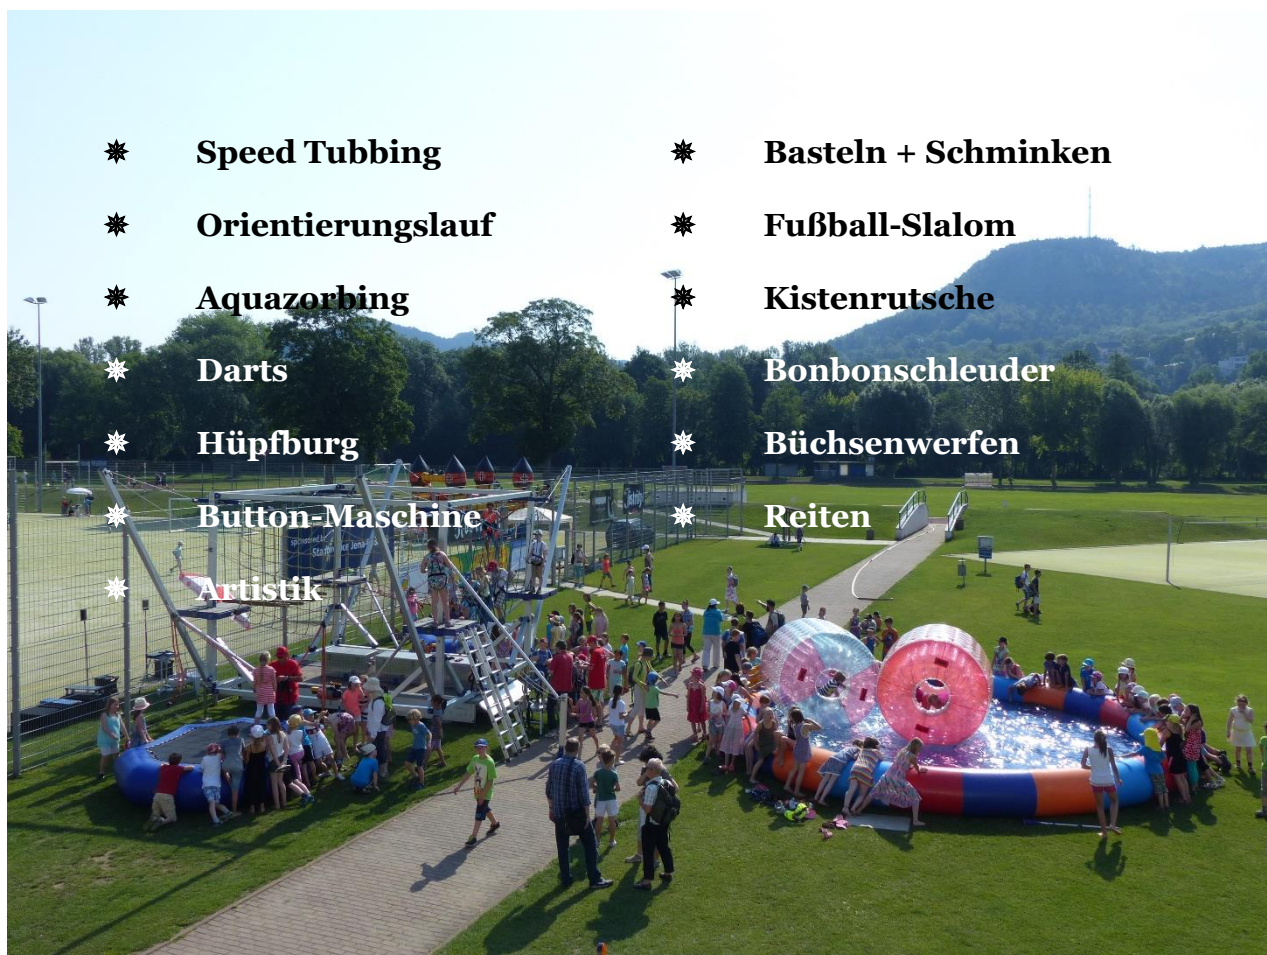 Speed Tubbing
Orientierungslauf
Aquazorbing
Darts
Hüpfburg
Button-Maschine
Artistik
Basteln + Schminken
Fußball-Slalom
Kistenrutsche
Bonbonschleuder
Büchsenwerfen
Reiten